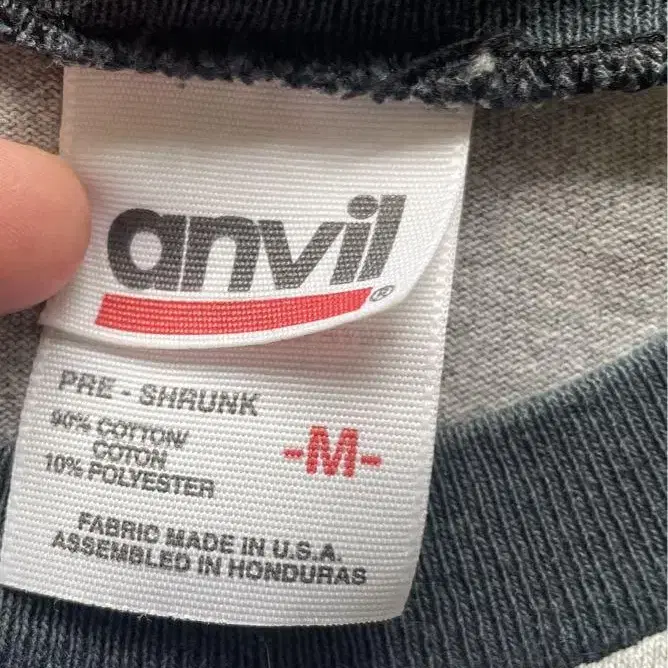 anvil®
PRE - SHRUNK
90% COTTON/
COTON
10% POLYESTER
-M-
FABRIC MADE IN U.S.A.
ASSEMBLED IN HONDURAS